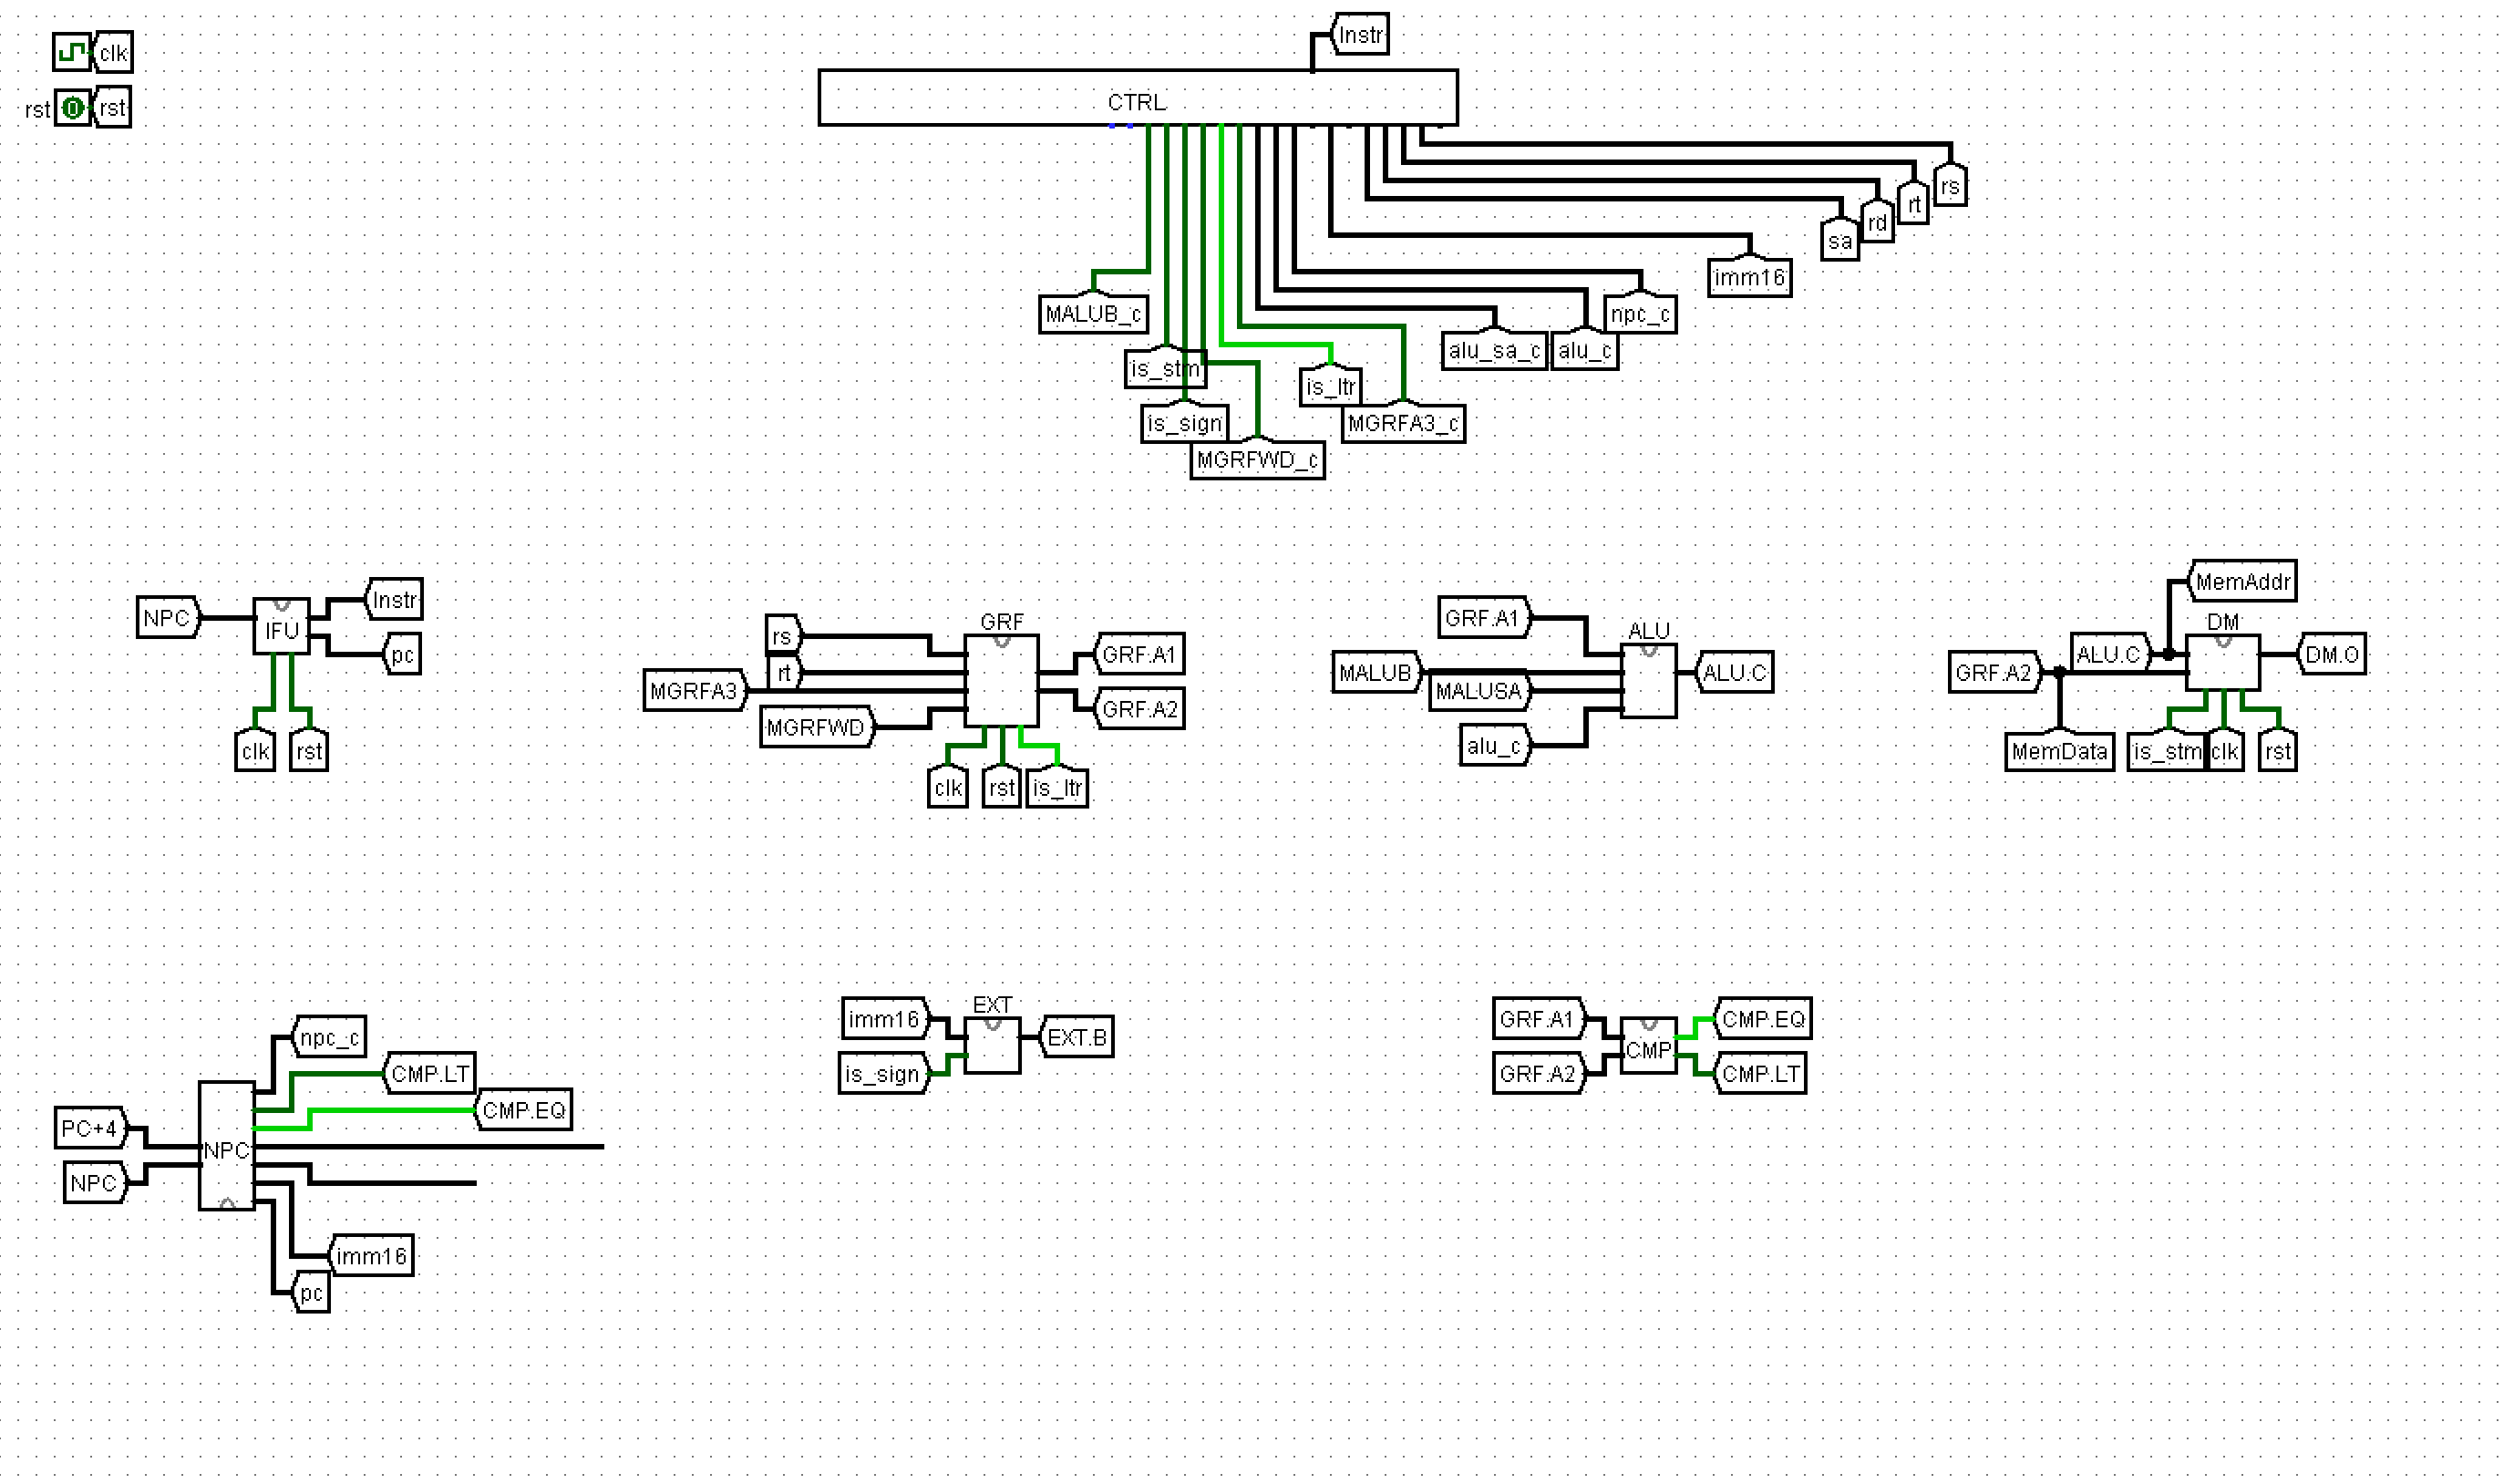 Instr
clk
rst
rst
CTRL
rs
rt
rd
sa
imm16
MALUB_c
npc_c
alu_sa_c
alu_c
is_stm
is_ltr
is_sign
MGRFA3_c
MGRFWD_c
MemAddr
Instr
NPC
IFU
pc
clk
rst
GRF
rs
rt
MGRFA3
MGRFWD
GRF.A1
GRF.A2
clk
rst
is_ltr
GRF.A1
ALU
MALUB
MALUSA
ALU.C
alu_c
DM
ALU.C
DM.O
GRF.A2
MemData
is_stm
clk
rst
npc_c
CMP.LT
CMP.EQ
PC+4
NPC
NPC
imm16
pc
imm16
EXT
EXT.B
is_sign
GRF.A1
CMP.EQ
CMP
GRF.A2
CMP.LT